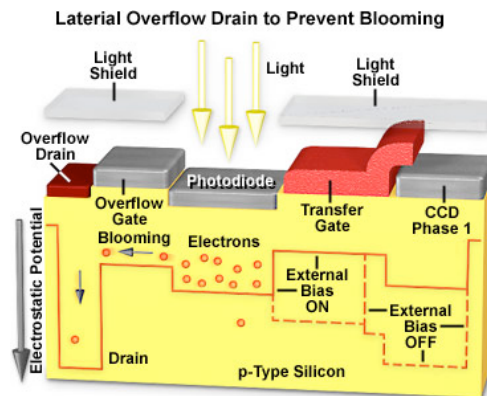 Laterial Overflow Drain to Prevent Blooming
Light
Shield
Light
Light
Shield
Overflow
Drain
Photodiode
Overflow
Gate
Transfer
Gate
CCD
Phase 1
Blooming
Electrons
External
Bias
ON
External
Bias
OFF
Electrostatic Potential
Drain
p-Type Silicon